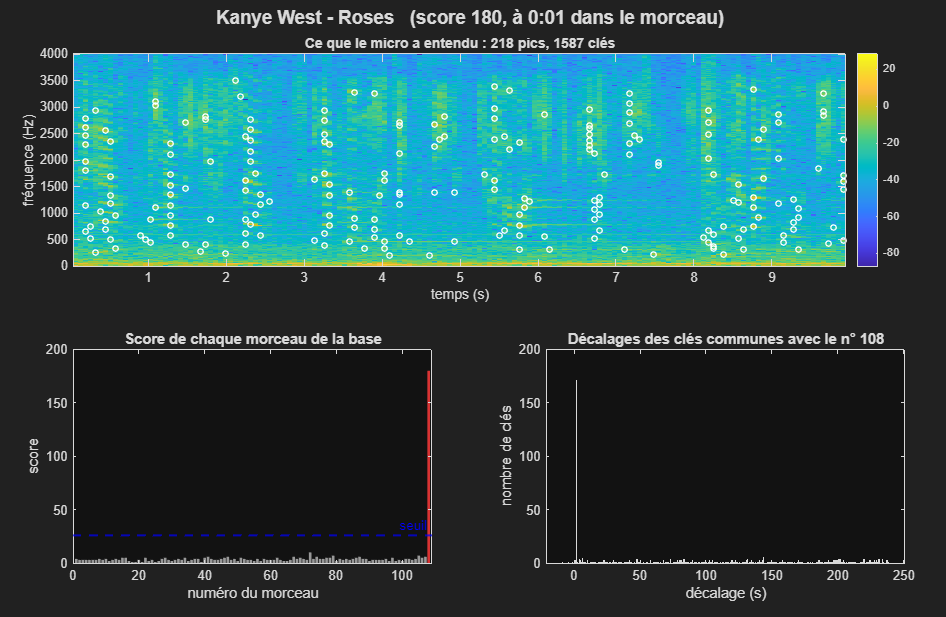 Kanye West - Roses (score 180, à 0:01 dans le morceau)
Ce que le micro a entendu : 218 pics, 1587 clés
4000
3500
3000
2500
2000
1500
1000
500
0
fréquence (Hz)
1 2 3 4 5 6 7 8 9
temps (s)
20
0
-20
-40
-60
-80
Score de chaque morceau de la base
200
150
100
50
0
score
seuil
0 20 40 60 80 100
numéro du morceau
Décalages des clés communes avec le n° 108
200
150
100
50
0
nombre de clés
0 50 100 150 200 250
décalage (s)